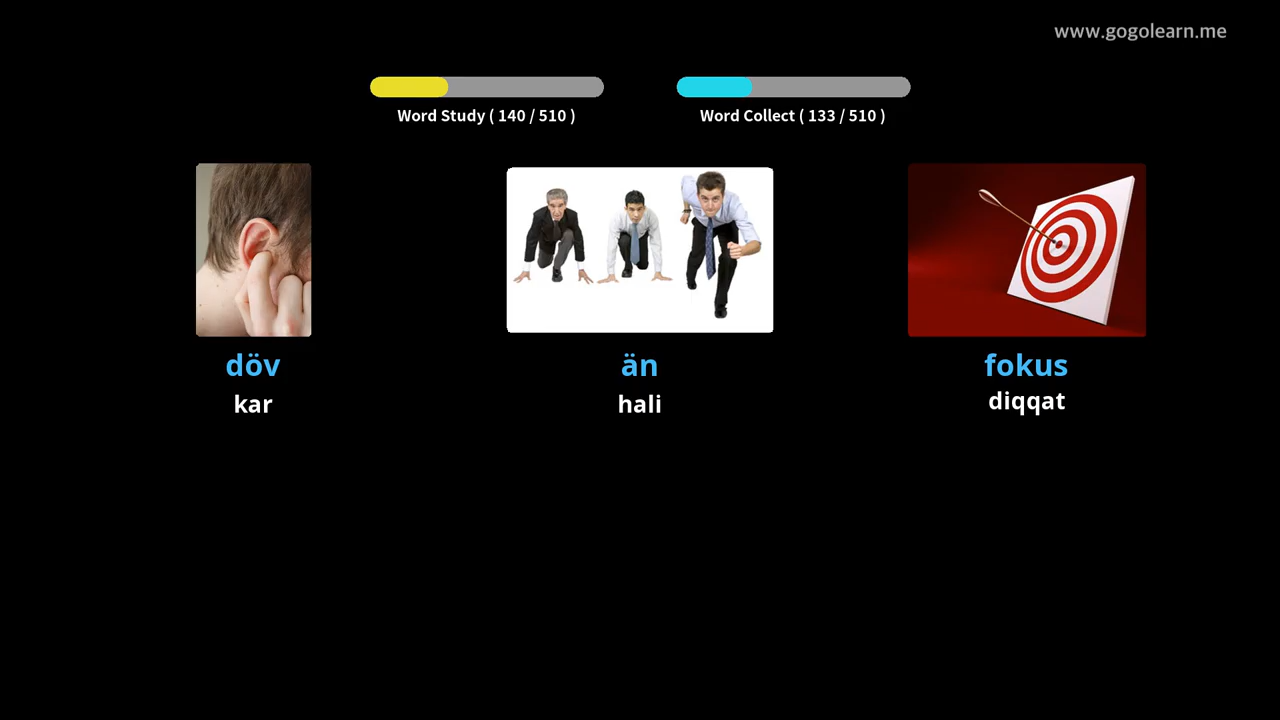 www.gogolearn.me
Word Study ( 140 / 510 )
Word Collect ( 133 / 510 )
döv
kar
än
hali
fokus
diqqat